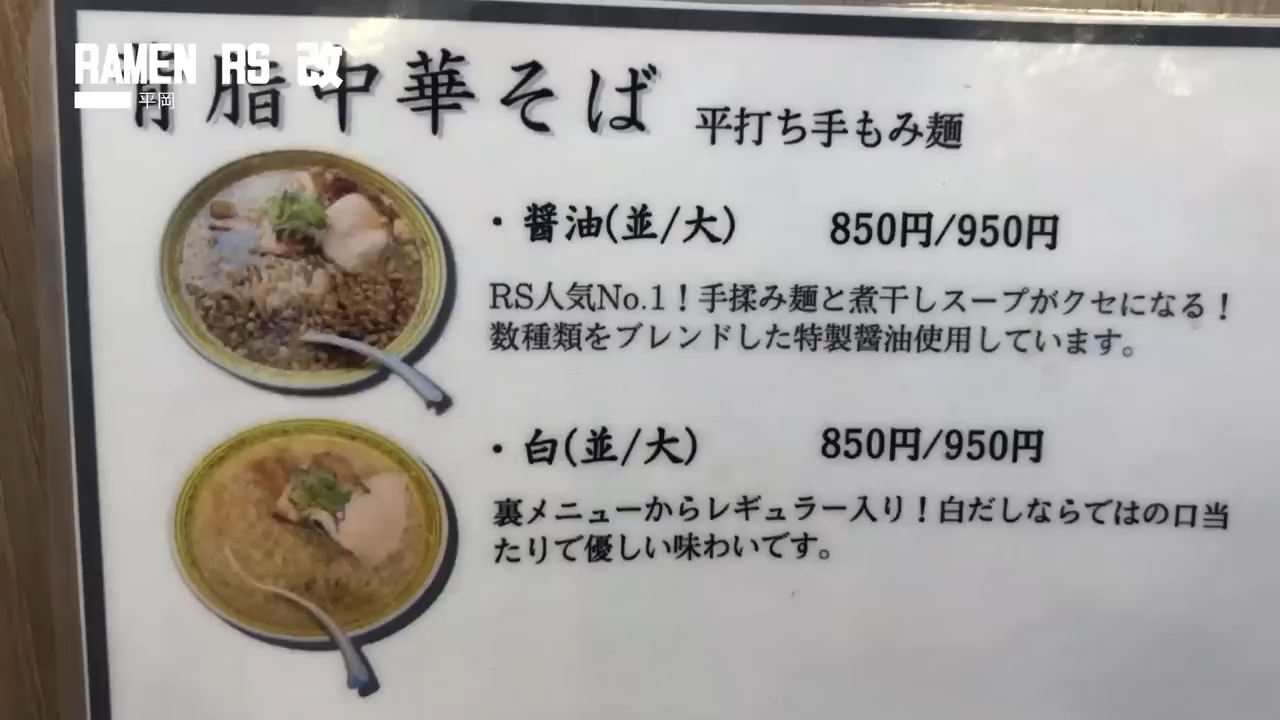 RAMEN RS 改
平岡
背脂中華そば 平打ち手もみ麺
・醤油(並/大) 850円/950円
RS人気No.1！手揉み麺と煮干しスープがクセになる！
数種類をブレンドした特製醤油使用しています。
・白(並/大) 850円/950円
裏メニューからレギュラー入り！白だしならではの口当
たりで優しい味わいです。